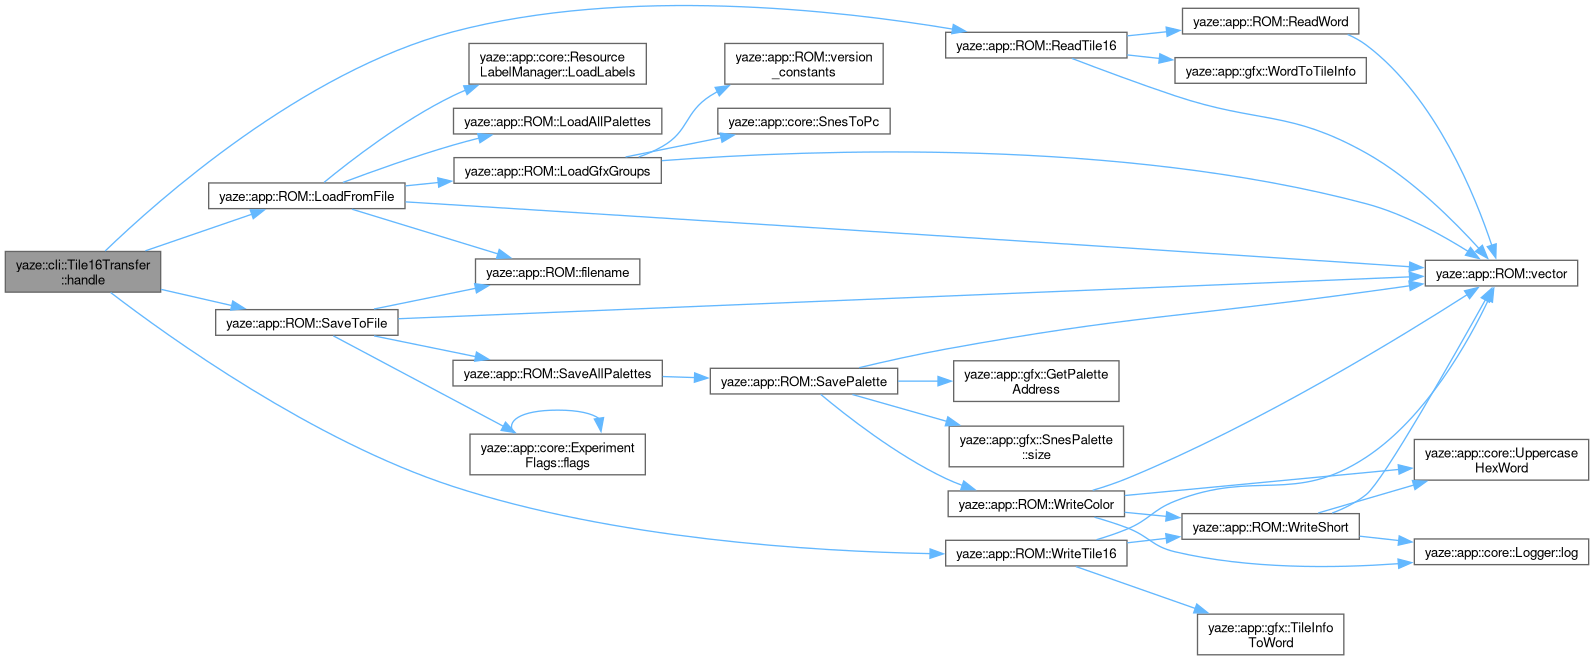 yaze::cli::Tile16Transfer
::handle
yaze::app::ROM::LoadFromFile
yaze::app::ROM::SaveToFile
yaze::app::core::Resource
LabelManager::LoadLabels
yaze::app::ROM::LoadAllPalettes
yaze::app::ROM::LoadGfxGroups
yaze::app::ROM::filename
yaze::app::ROM::SaveAllPalettes
yaze::app::core::Experiment
Flags::flags
yaze::app::ROM::version
_constants
yaze::app::core::SnesToPc
yaze::app::ROM::SavePalette
yaze::app::ROM::ReadTile16
yaze::app::gfx::GetPalette
Address
yaze::app::gfx::SnesPalette
::size
yaze::app::ROM::WriteColor
yaze::app::ROM::WriteTile16
yaze::app::ROM::ReadWord
yaze::app::gfx::WordToTileInfo
yaze::app::ROM::WriteShort
yaze::app::gfx::TileInfo
ToWord
yaze::app::ROM::vector
yaze::app::core::Uppercase
HexWord
yaze::app::core::Logger::log